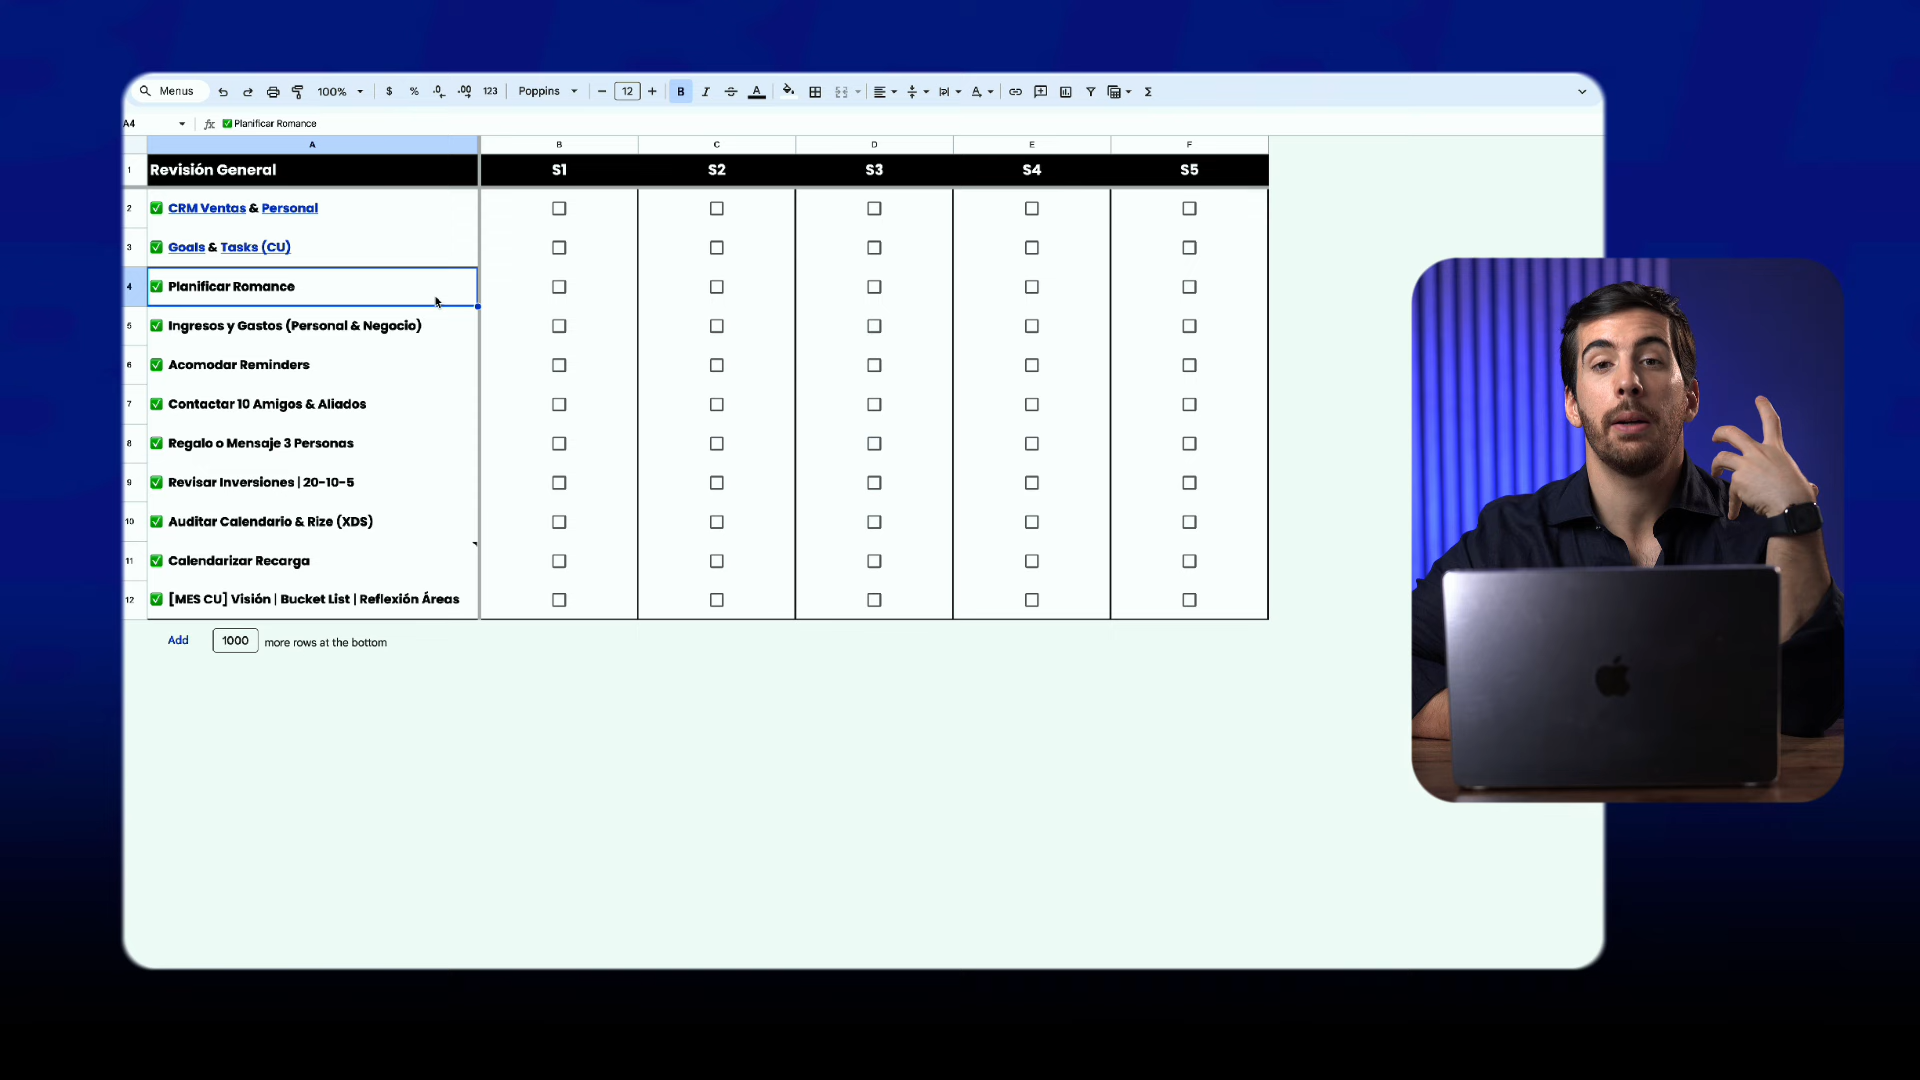 Menus 100% $ % .0 .00 123 Poppins 12 B I A
A4 fx ✅ Planificar Romance
A B C D E F
1 Revisión General S1 S2 S3 S4 S5
2 ✅ CRM Ventas & Personal
3 ✅ Goals & Tasks (CU)
4 ✅ Planificar Romance
5 ✅ Ingresos y Gastos (Personal & Negocio)
6 ✅ Acomodar Reminders
7 ✅ Contactar 10 Amigos & Aliados
8 ✅ Regalo o Mensaje 3 Personas
9 ✅ Revisar Inversiones | 20-10-5
10 ✅ Auditar Calendario & Rize (XDS)
11 ✅ Calendarizar Recarga
12 ✅ [MES CU] Visión | Bucket List | Reflexión Áreas
Add 1000 more rows at the bottom